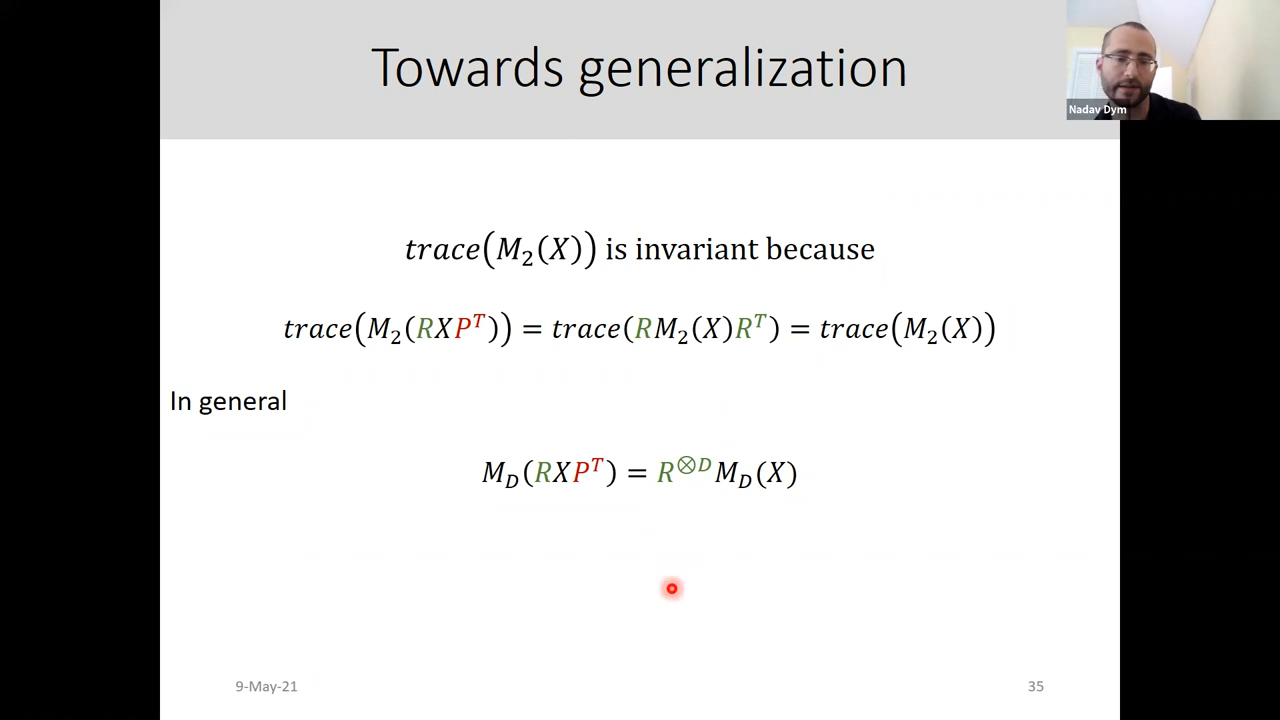 Towards generalization
Nadav Dym
trace(M₂(X)) is invariant because
trace(M₂(RXPᵀ)) = trace(RM₂(X)Rᵀ) = trace(M₂(X))
In general
M_D(RXPᵀ) = R^{⊗D}M_D(X)
9-May-21
35